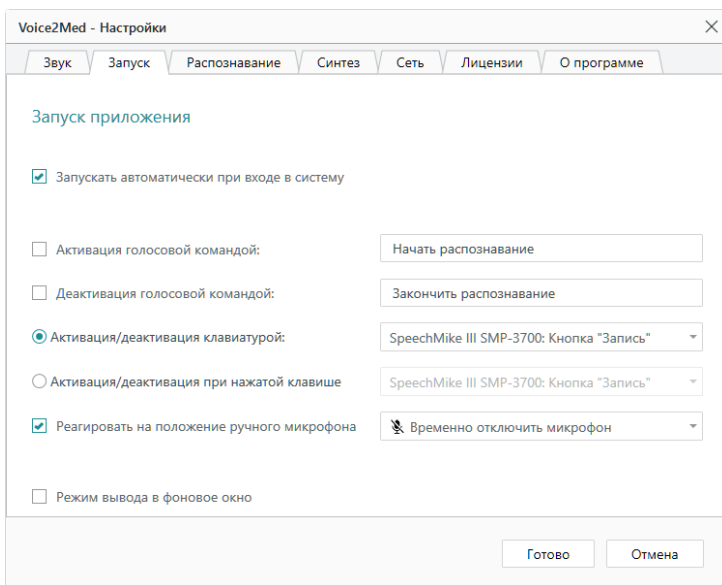 Voice2Med - Настройки
Звук Запуск Распознавание Синтез Сеть Лицензии О программе
Запуск приложения
Запускать автоматически при входе в систему
Активация голосовой командой: Начать распознавание
Деактивация голосовой командой: Закончить распознавание
Активация/деактивация клавиатурой: SpeechMike III SMP-3700: Кнопка "Запись"
Активация/деактивация при нажатой клавише SpeechMike III SMP-3700: Кнопка "Запись"
Реагировать на положение ручного микрофона Временно отключить микрофон
Режим вывода в фоновое окно
Готово Отмена